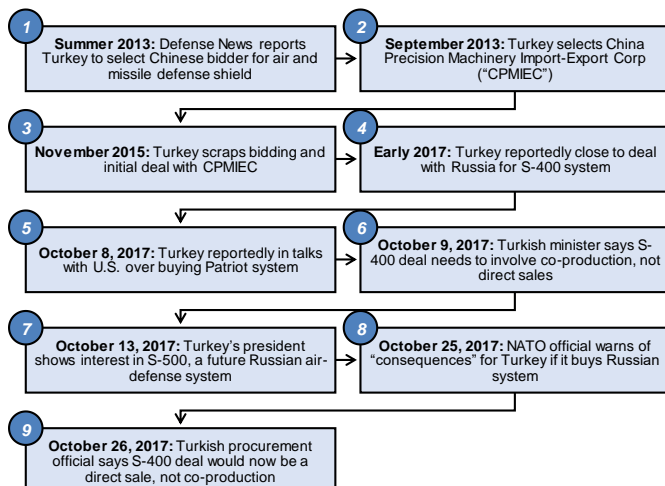 1
Summer 2013: Defense News reports
Turkey to select Chinese bidder for air and
missile defense shield
2
September 2013: Turkey selects China
Precision Machinery Import-Export Corp
(“CPMIEC”)
3
November 2015: Turkey scraps bidding and
initial deal with CPMIEC
4
Early 2017: Turkey reportedly close to deal
with Russia for S-400 system
5
October 8, 2017: Turkey reportedly in talks
with U.S. over buying Patriot system
6
October 9, 2017: Turkish minister says S-
400 deal needs to involve co-production, not
direct sales
7
October 13, 2017: Turkey’s president
shows interest in S-500, a future Russian air-
defense system
8
October 25, 2017: NATO official warns of
“consequences” for Turkey if it buys Russian
system
9
October 26, 2017: Turkish procurement
official says S-400 deal would now be a
direct sale, not co-production